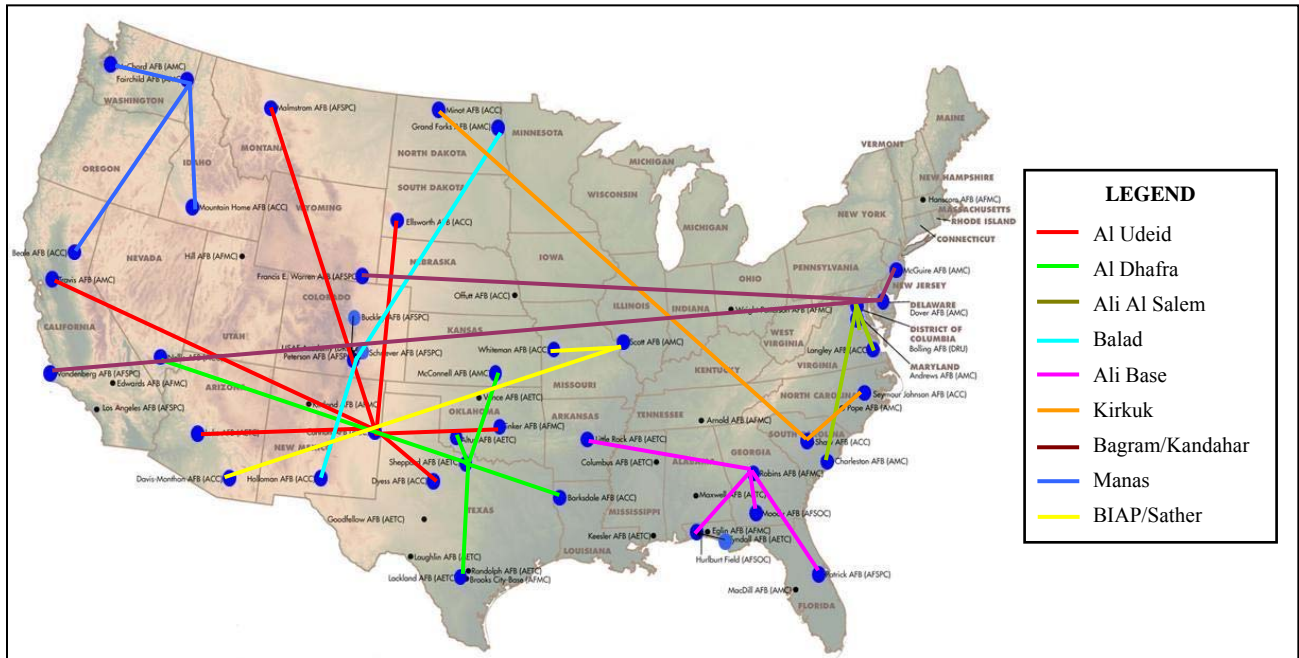 McChord AFB (AMC)
Fairchild AFB (AMC)
WASHINGTON
Malmstrom AFB (AFSPC)
Minot AFB (ACC)
Grand Forks AFB (AMC)
MINNESOTA
MAINE
VERMONT
MONTANA
NORTH DAKOTA
MICHIGAN
OREGON
IDAHO
SOUTH DAKOTA
WISCONSIN
NEW HAMPSHIRE
Hanscom AFB (AFMC)
Mountain Home AFB (ACC)
WYOMING
Ellsworth AFB (ACC)
MICHIGAN
NEW YORK
MASSACHUSETTS
RHODE ISLAND
CONNECTICUT
Beale AFB (ACC)
NEVADA
Hill AFB (AFMC)
NEBRASKA
IOWA
PENNSYLVANIA
Travis AFB (AMC)
Francis E. Warren AFB (AFSPC)
OHIO
McGuire AFB (AMC)
NEW JERSEY
Offutt AFB (ACC)
COLORADO
ILLINOIS
INDIANA
Wright-Patterson AFB (AFMC)
DELAWARE
Dover AFB (AMC)
CALIFORNIA
UTAH
Buckley AFB (AFSPC)
KANSAS
WEST
VIRGINIA
DISTRICT OF
COLUMBIA
Bolling AFB (DRU)
Peterson AFB (AFSPC)
Schriever AFB (AFSPC)
Whiteman AFB (ACC)
Scott AFB (AMC)
Langley AFB (ACC)
MARYLAND
Andrews AFB (AMC)
Vandenberg AFB (AFSPC)
Edwards AFB (AFMC)
McConnell AFB (AMC)
MISSOURI
KENTUCKY
VIRGINIA
Los Angeles AFB (AFSPC)
ARIZONA
Kirtland AFB (AFMC)
Vance AFB (AETC)
NORTH CAROLINA
Seymour Johnson AFB (ACC)
Pope AFB (AMC)
OKLAHOMA
ARKANSAS
TENNESSEE
Arnold AFB (AFMC)
Luke AFB (AETC)
NEW MEXICO
Tinker AFB (AFMC)
Altus AFB (AETC)
Little Rock AFB (AETC)
SOUTH CAROLINA
Shaw AFB (ACC)
Charleston AFB (AMC)
Davis-Monthan AFB (ACC)
Holloman AFB (ACC)
Sheppard AFB (AETC)
Dyess AFB (ACC)
Columbus AFB (AETC)
ALABAMA
GEORGIA
Robins AFB (AFMC)
Barksdale AFB (ACC)
Maxwell AFB (AETC)
TEXAS
MISSISSIPPI
Moody AFB (AFSOC)
Goodfellow AFB (AETC)
Keesler AFB (AETC)
Eglin AFB (AFMC)
Tyndall AFB (AETC)
LOUISIANA
Hurlburt Field (AFSOC)
Laughlin AFB (AETC)
Randolph AFB (AETC)
Lackland AFB (AETC)
Brooks City-Base (AFMC)
Patrick AFB (AFSPC)
MacDill AFB (AMC)
FLORIDA
LEGEND
Al Udeid
Al Dhafra
Ali Al Salem
Balad
Ali Base
Kirkuk
Bagram/Kandahar
Manas
BIAP/Sather